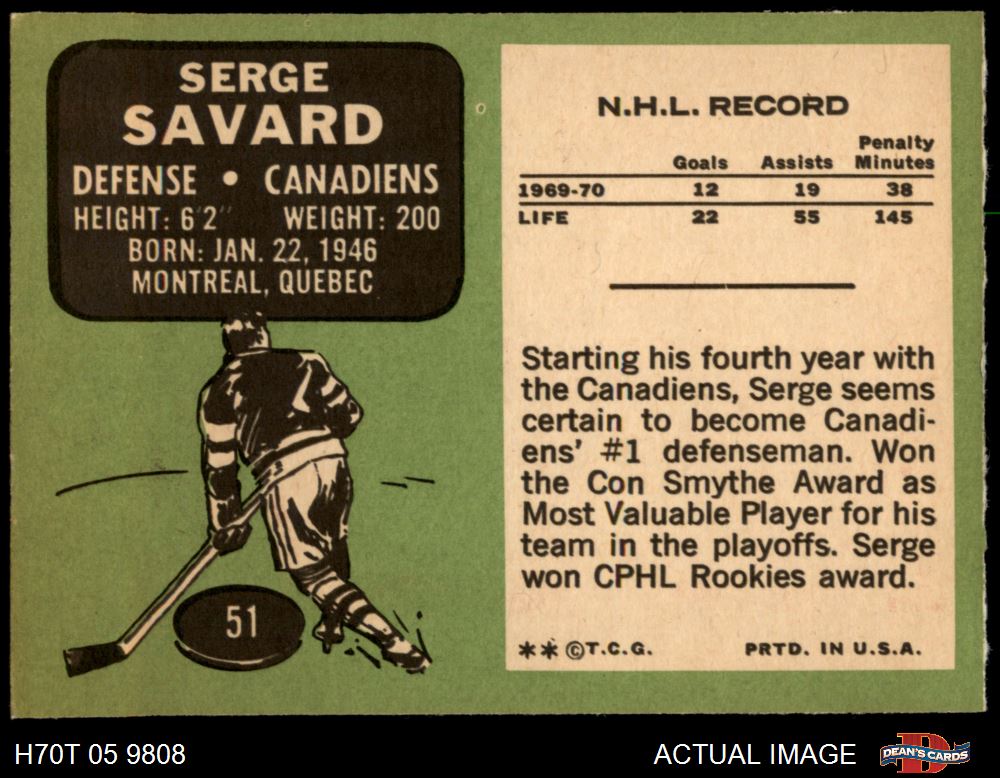 SERGE
SAVARD
DEFENSE • CANADIENS
HEIGHT: 6'2" WEIGHT: 200
BORN: JAN. 22, 1946
MONTREAL, QUEBEC
51
N.H.L. RECORD
Goals Assists Penalty Minutes
1969-70 12 19 38
LIFE 22 55 145
Starting his fourth year with
the Canadiens, Serge seems
certain to become Canadi-
ens' #1 defenseman. Won
the Con Smythe Award as
Most Valuable Player for his
team in the playoffs. Serge
won CPHL Rookies award.
** ©T.C.G. PRTD. IN U.S.A.
H70T 05 9808
ACTUAL IMAGE
D
DEAN'S CARDS